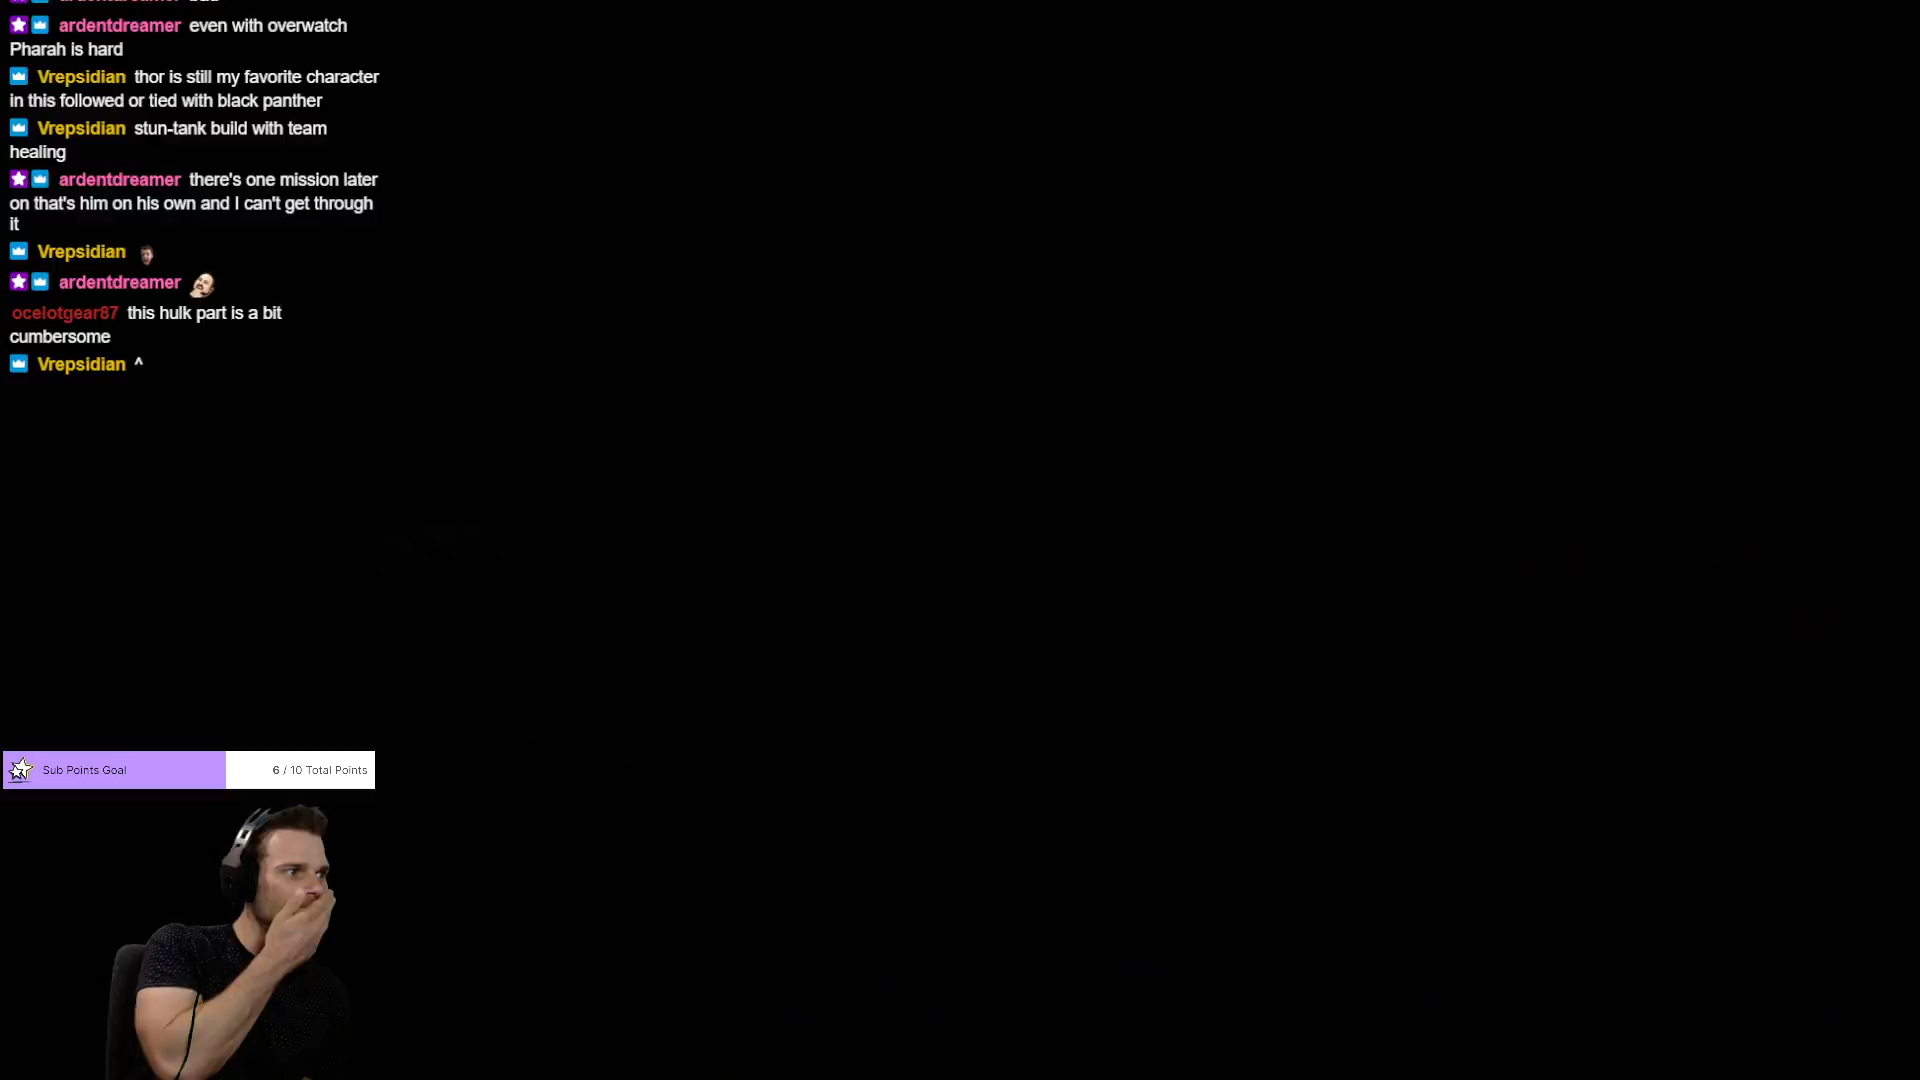 ardentdreamer even with overwatch
Pharah is hard
Vrepsidian thor is still my favorite character
in this followed or tied with black panther
Vrepsidian stun-tank build with team
healing
ardentdreamer there's one mission later
on that's him on his own and I can't get through
it
Vrepsidian
ardentdreamer
ocelotgear87 this hulk part is a bit
cumbersome
Vrepsidian ^
Sub Points Goal 6 / 10 Total Points